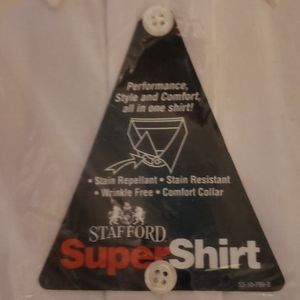 Performance,
Style and Comfort,
all in one shirt!
• Stain Repellant • Stain Resistant
• Wrinkle Free • Comfort Collar
STAFFORD
SuperShirt